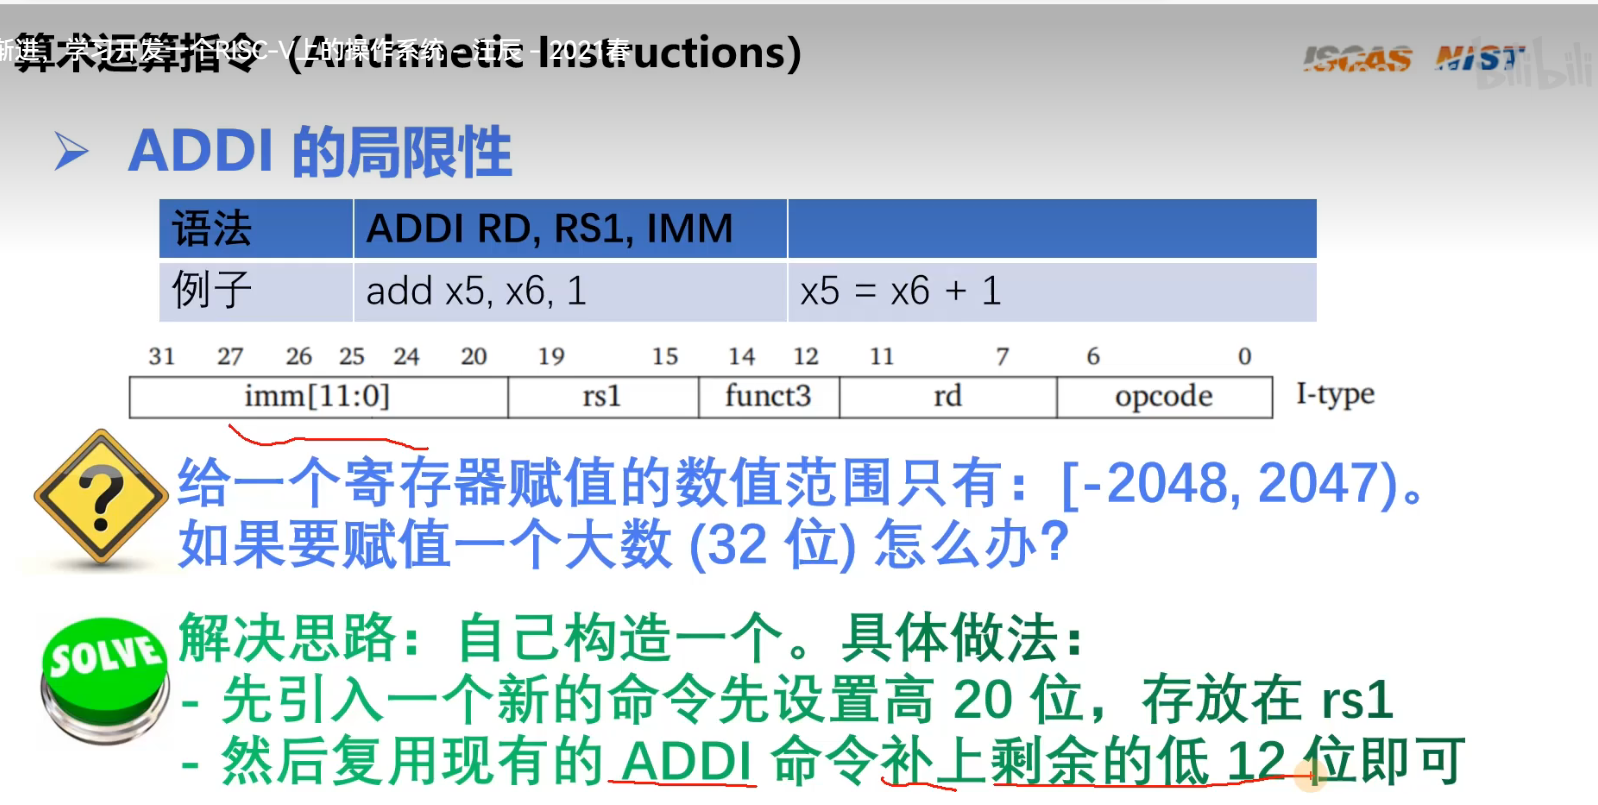 渐进，学习开发一个RISC-V上的操作系统 - 汪辰 - 2021春
算术运算指令 (Arithmetic Instructions)
ISCAS NIST
bilibili
➢ ADDI 的局限性
语法 ADDI RD, RS1, IMM
例子 add x5, x6, 1 x5 = x6 + 1
31 27 26 25 24 20 19 15 14 12 11 7 6 0
imm[11:0] rs1 funct3 rd opcode I-type
? 给一个寄存器赋值的数值范围只有：[-2048, 2047)。
如果要赋值一个大数 (32 位) 怎么办?
SOLVE 解决思路：自己构造一个。具体做法：
- 先引入一个新的命令先设置高 20 位，存放在 rs1
- 然后复用现有的 ADDI 命令补上剩余的低 12 位即可